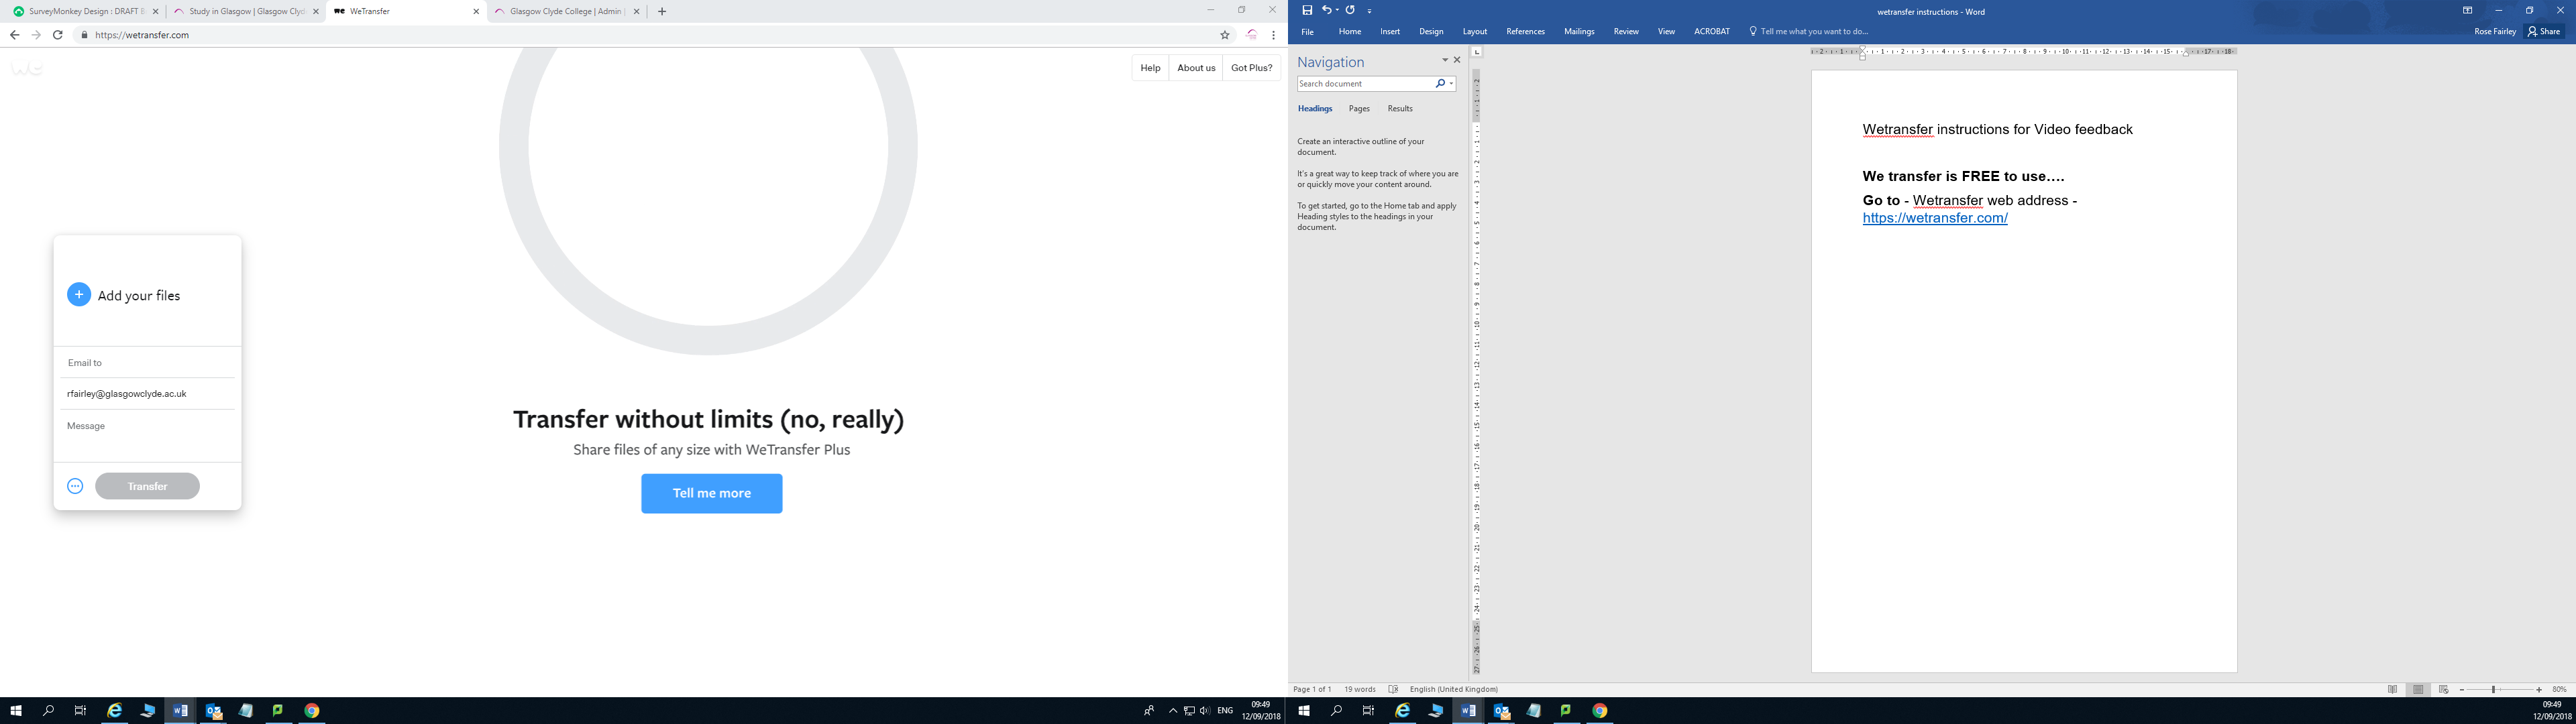 SurveyMonkey Design : DRAFT
Study in Glasgow | Glasgow Clyd
WeTransfer
Glasgow Clyde College | Admin |
https://wetransfer.com
we
Help
About us
Got Plus?
Add your files
Email to
rfairley@glasgowclyde.ac.uk
Message
Transfer
Transfer without limits (no, really)
Share files of any size with WeTransfer Plus
Tell me more
ENG
09:49
12/09/2018
wetransfer instructions - Word
File Home Insert Design Layout References Mailings Review View ACROBAT Tell me what you want to do...
Rose Fairley
Share
Navigation
Search document
Headings Pages Results
Create an interactive outline of your
document.
It's a great way to keep track of where you are
or quickly move your content around.
To get started, go to the Home tab and apply
Heading styles to the headings in your
document.
Wetransfer instructions for Video feedback
We transfer is FREE to use....
Go to - Wetransfer web address -
https://wetransfer.com/
Page 1 of 1 19 words English (United Kingdom)
80%
09:49
12/09/2018